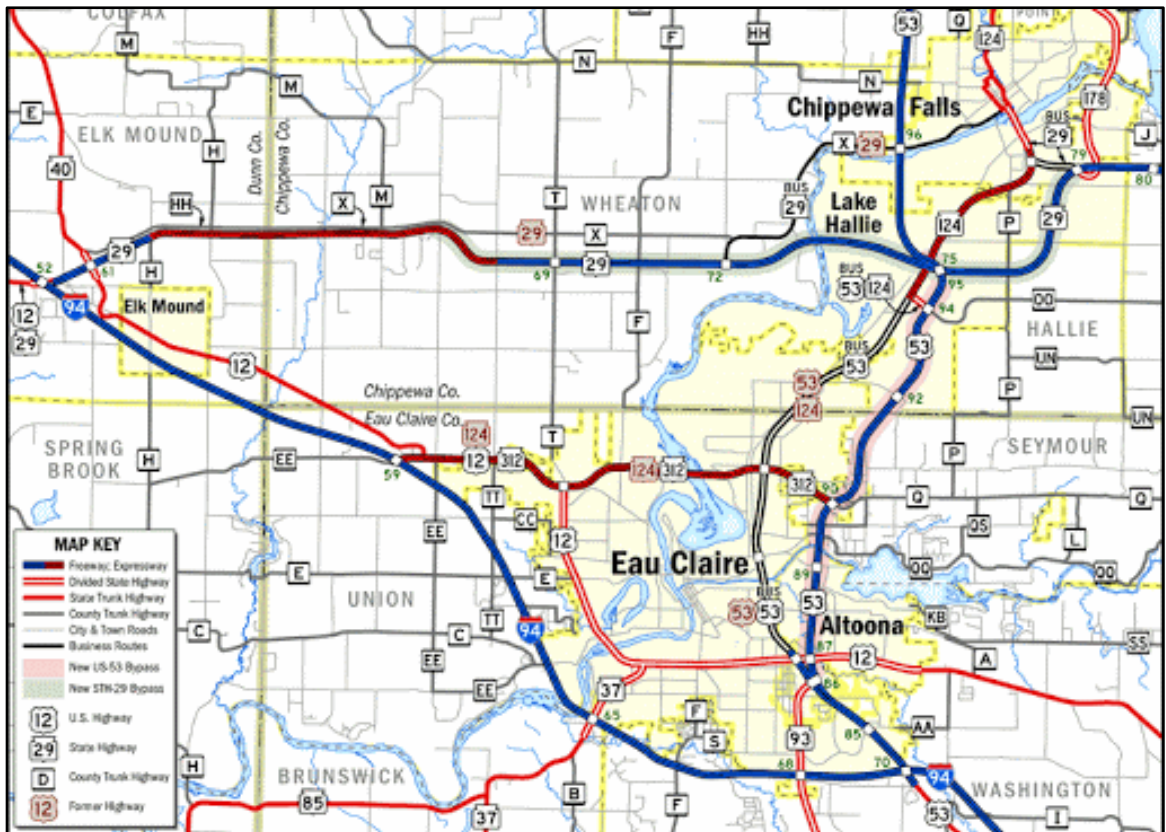 COLFAX
53
Q
POINT
124
M
F
HH
N
M
N
178
E
ELK MOUND
H
Dunn Co.
Chippewa Co.
Chippewa Falls
96
BUS
29
J
40
X
29
79
80
HH
X
M
T
WHEATON
BUS
29
Lake
Hallie
P
124
29
29
X
52
61
H
69
29
72
75
95
BUS
53
124
94
OO
94
Elk Mound
F
HALLIE
12
29
12
BUS
53
53
UN
53
124
92
P
UN
Chippewa Co.
Eau Claire Co.
SPRING
BROOK
H
EE
59
124
12
312
T
124
312
312
90
SEYMOUR
P
Q
Q
TT
CC
12
QS
L
Eau Claire
EE
E
E
89
QQ
QQ
UNION
53
BUS
53
53
Altoona
KB
C
TT
C
94
EE
EE
87
12
A
SS
37
86
65
F
S
93
85
AA
H
68
70
94
BRUNSWICK
85
B
37
F
53
WASHINGTON
I
MAP KEY
Freeway; Expressway
Divided State Highway
State Trunk Highway
County Trunk Highway
City & Town Roads
Business Routes
New US-53 Bypass
New STH-29 Bypass
12 U.S. Highway
29 State Highway
D County Trunk Highway
12 Former Highway